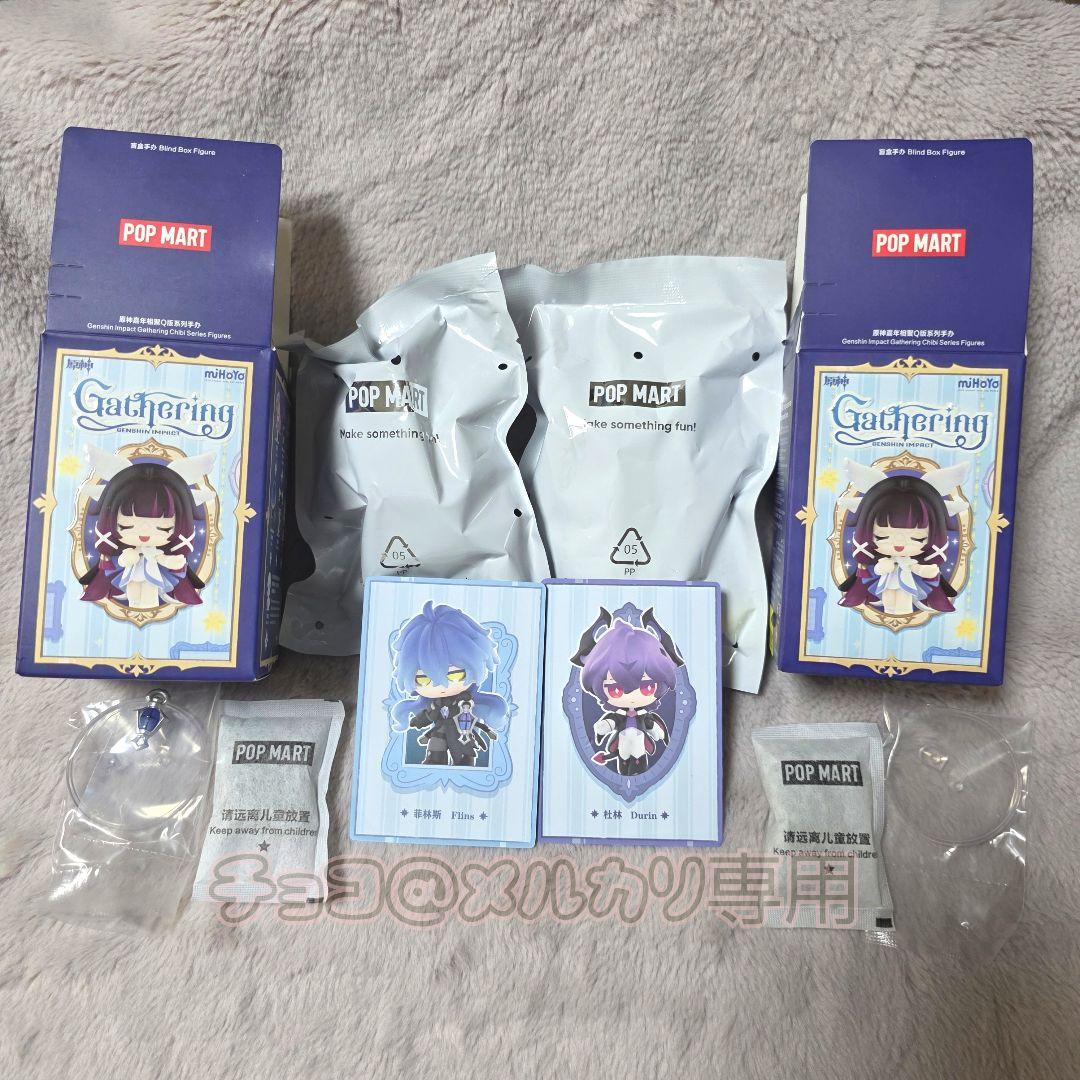 盲盒手办 Blind Box Figure
POP MART
原神嘉年相聚Q版系列手办
Genshin Impact Gathering Chibi Series Figures
原神
miHoYo
Gathering
GENSHIN IMPACT
POP MART
Make something fun!
05
PP
POP MART
Make something fun!
05
PP
盲盒手办 Blind Box Figure
POP MART
原神嘉年相聚Q版系列手办
Genshin Impact Gathering Chibi Series Figures
原神
miHoYo
Gathering
GENSHIN IMPACT
菲林斯 Flins
杜林 Durin
POP MART
请远离儿童放置
Keep away from children
POP MART
请远离儿童放置
Keep away from childre
チョコ@メルカリ専用